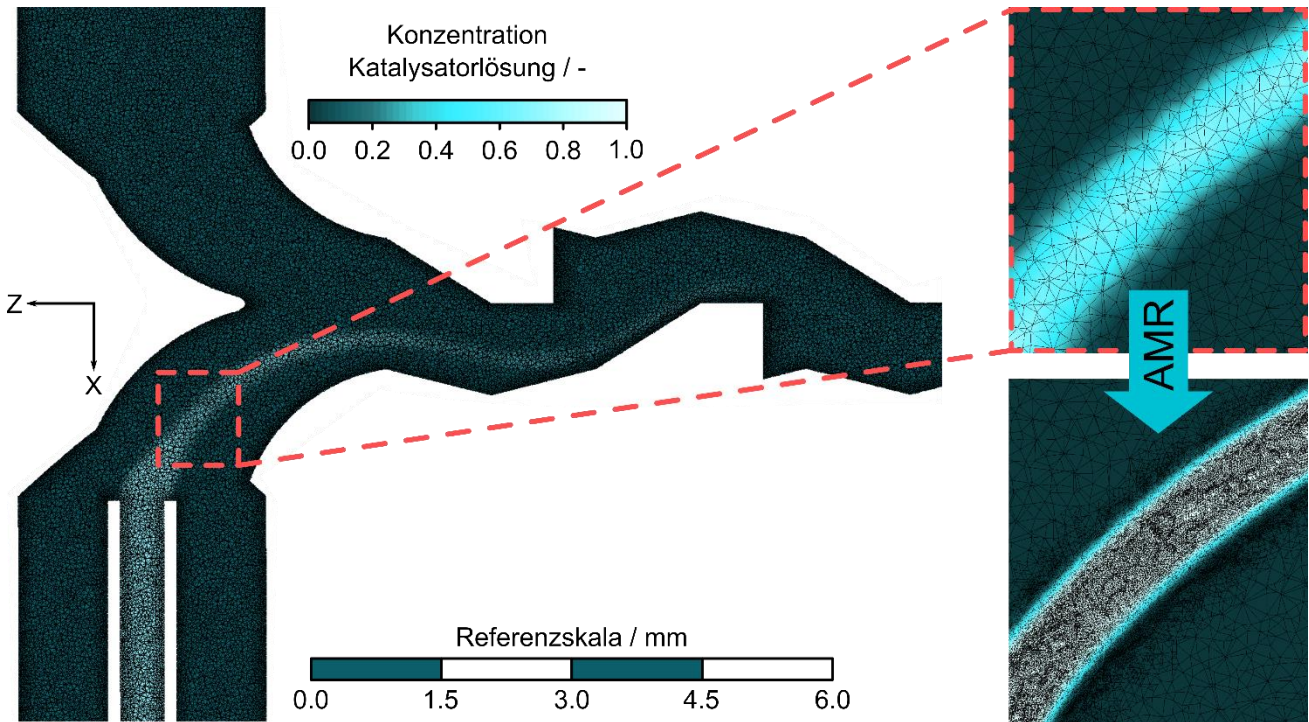 Konzentration
Katalysatorlösung / -
0.0 0.2 0.4 0.6 0.8 1.0
Z
X
AMR
Referenzskala / mm
0.0 1.5 3.0 4.5 6.0